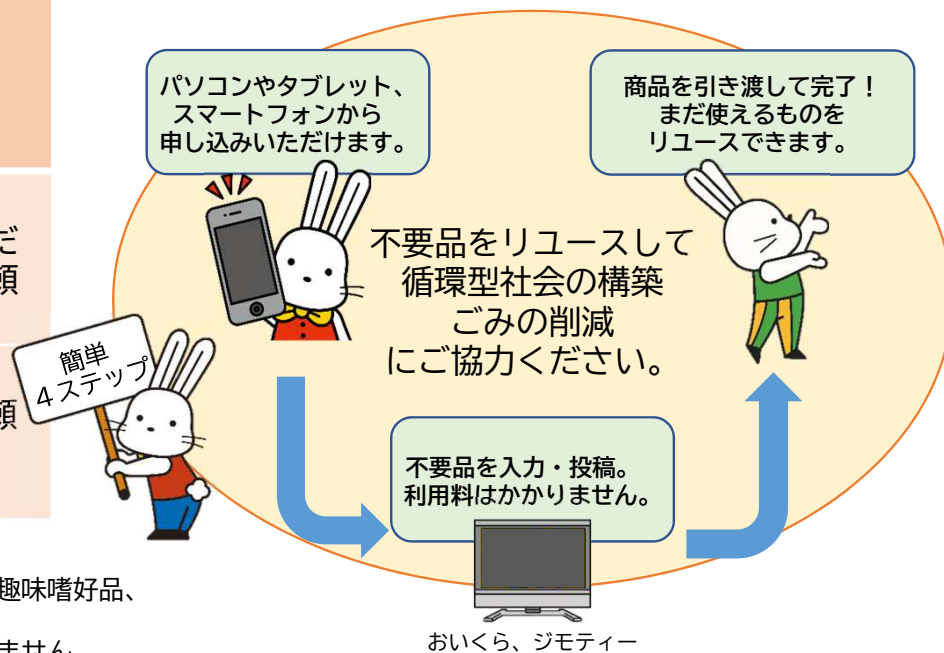 パソコンやタブレット、
スマートフォンから
申し込みいただけます。
商品を引き渡して完了！
まだ使えるものを
リユースできます。
不要品をリユースして
循環型社会の構築
ごみの削減
にご協力ください。
簡単
４ステップ
不要品を入力・投稿。
利用料はかかりません。
おいくら、ジモティー
だ
頼
頼
趣味嗜好品、
ません